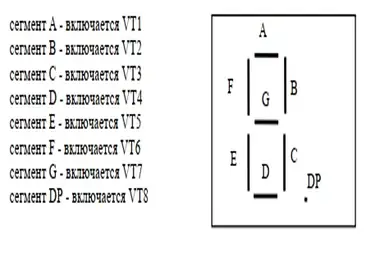 сегмент A - включается VT1
сегмент B - включается VT2
сегмент C - включается VT3
сегмент D - включается VT4
сегмент E - включается VT5
сегмент F - включается VT6
сегмент G - включается VT7
сегмент DP - включается VT8
A
F
B
G
E
D
C
DP